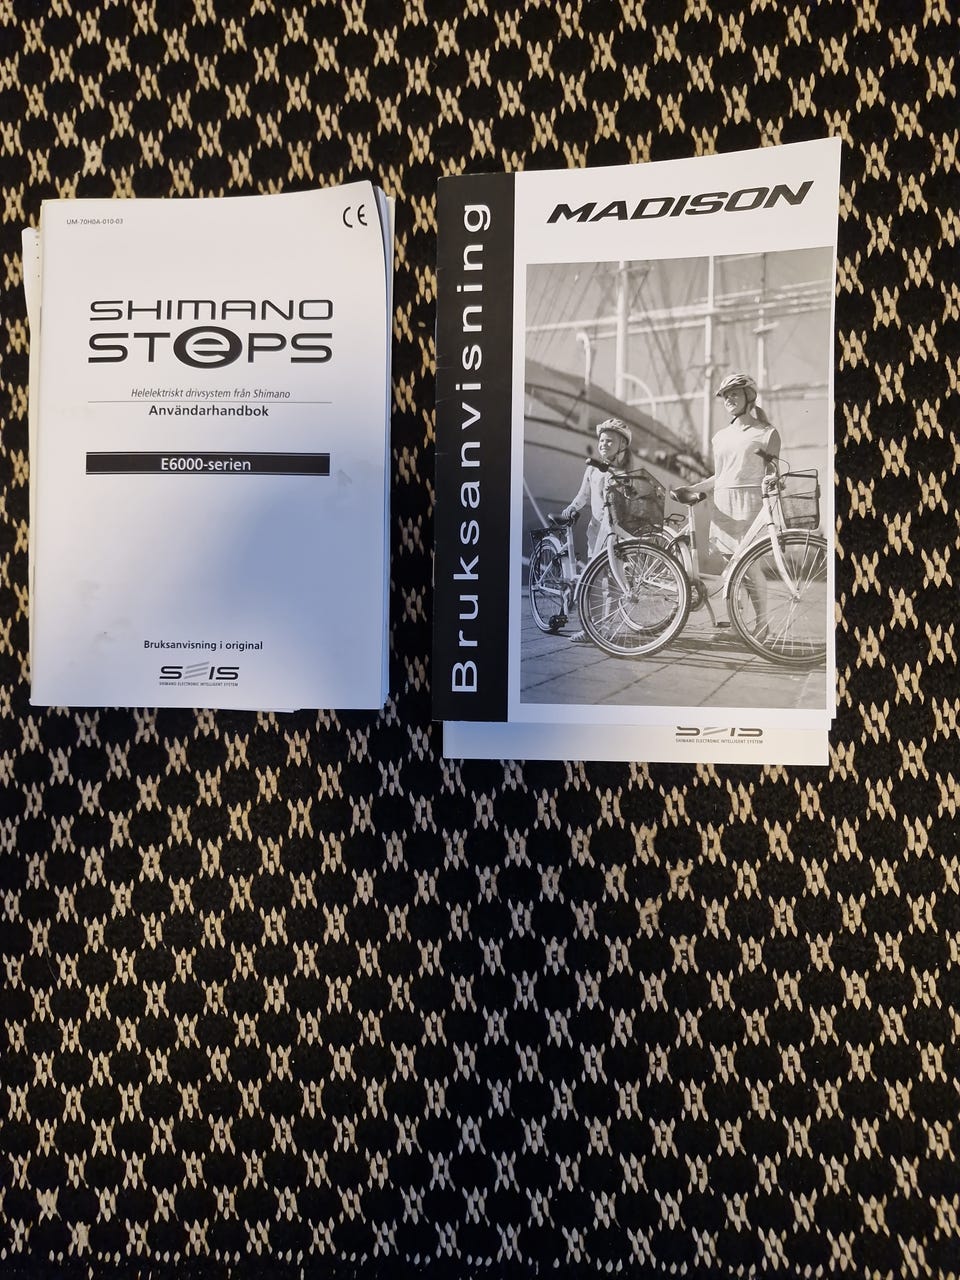 UM-70H0A-010-03
CE
SHIMANO
STEPS
Helelektriskt drivsystem från Shimano
Användarhandbok
E6000-serien
Bruksanvisning i original
SEIS
SHIMANO ELECTRONIC INTELLIGENT SYSTEM
Bruksanvisning
MADISON
SEIS
SHIMANO ELECTRONIC INTELLIGENT SYSTEM